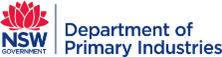 NSW
GOVERNMENT
Department of
Primary Industries